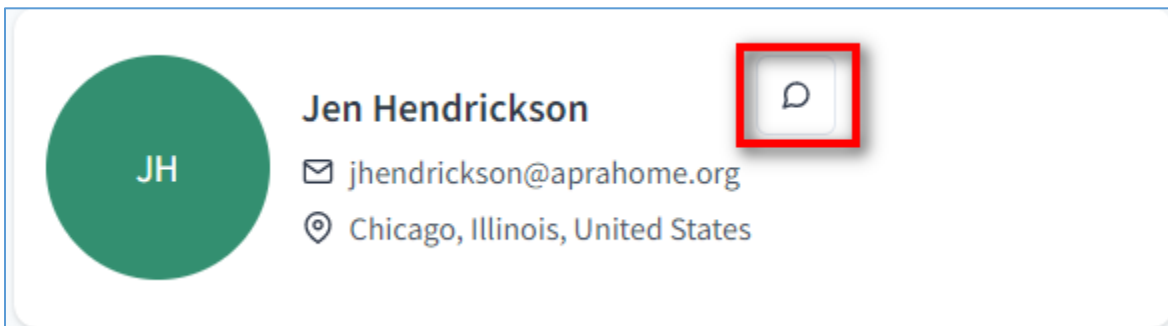 Jen Hendrickson
JH
jhendrickson@aprahome.org
Chicago, Illinois, United States